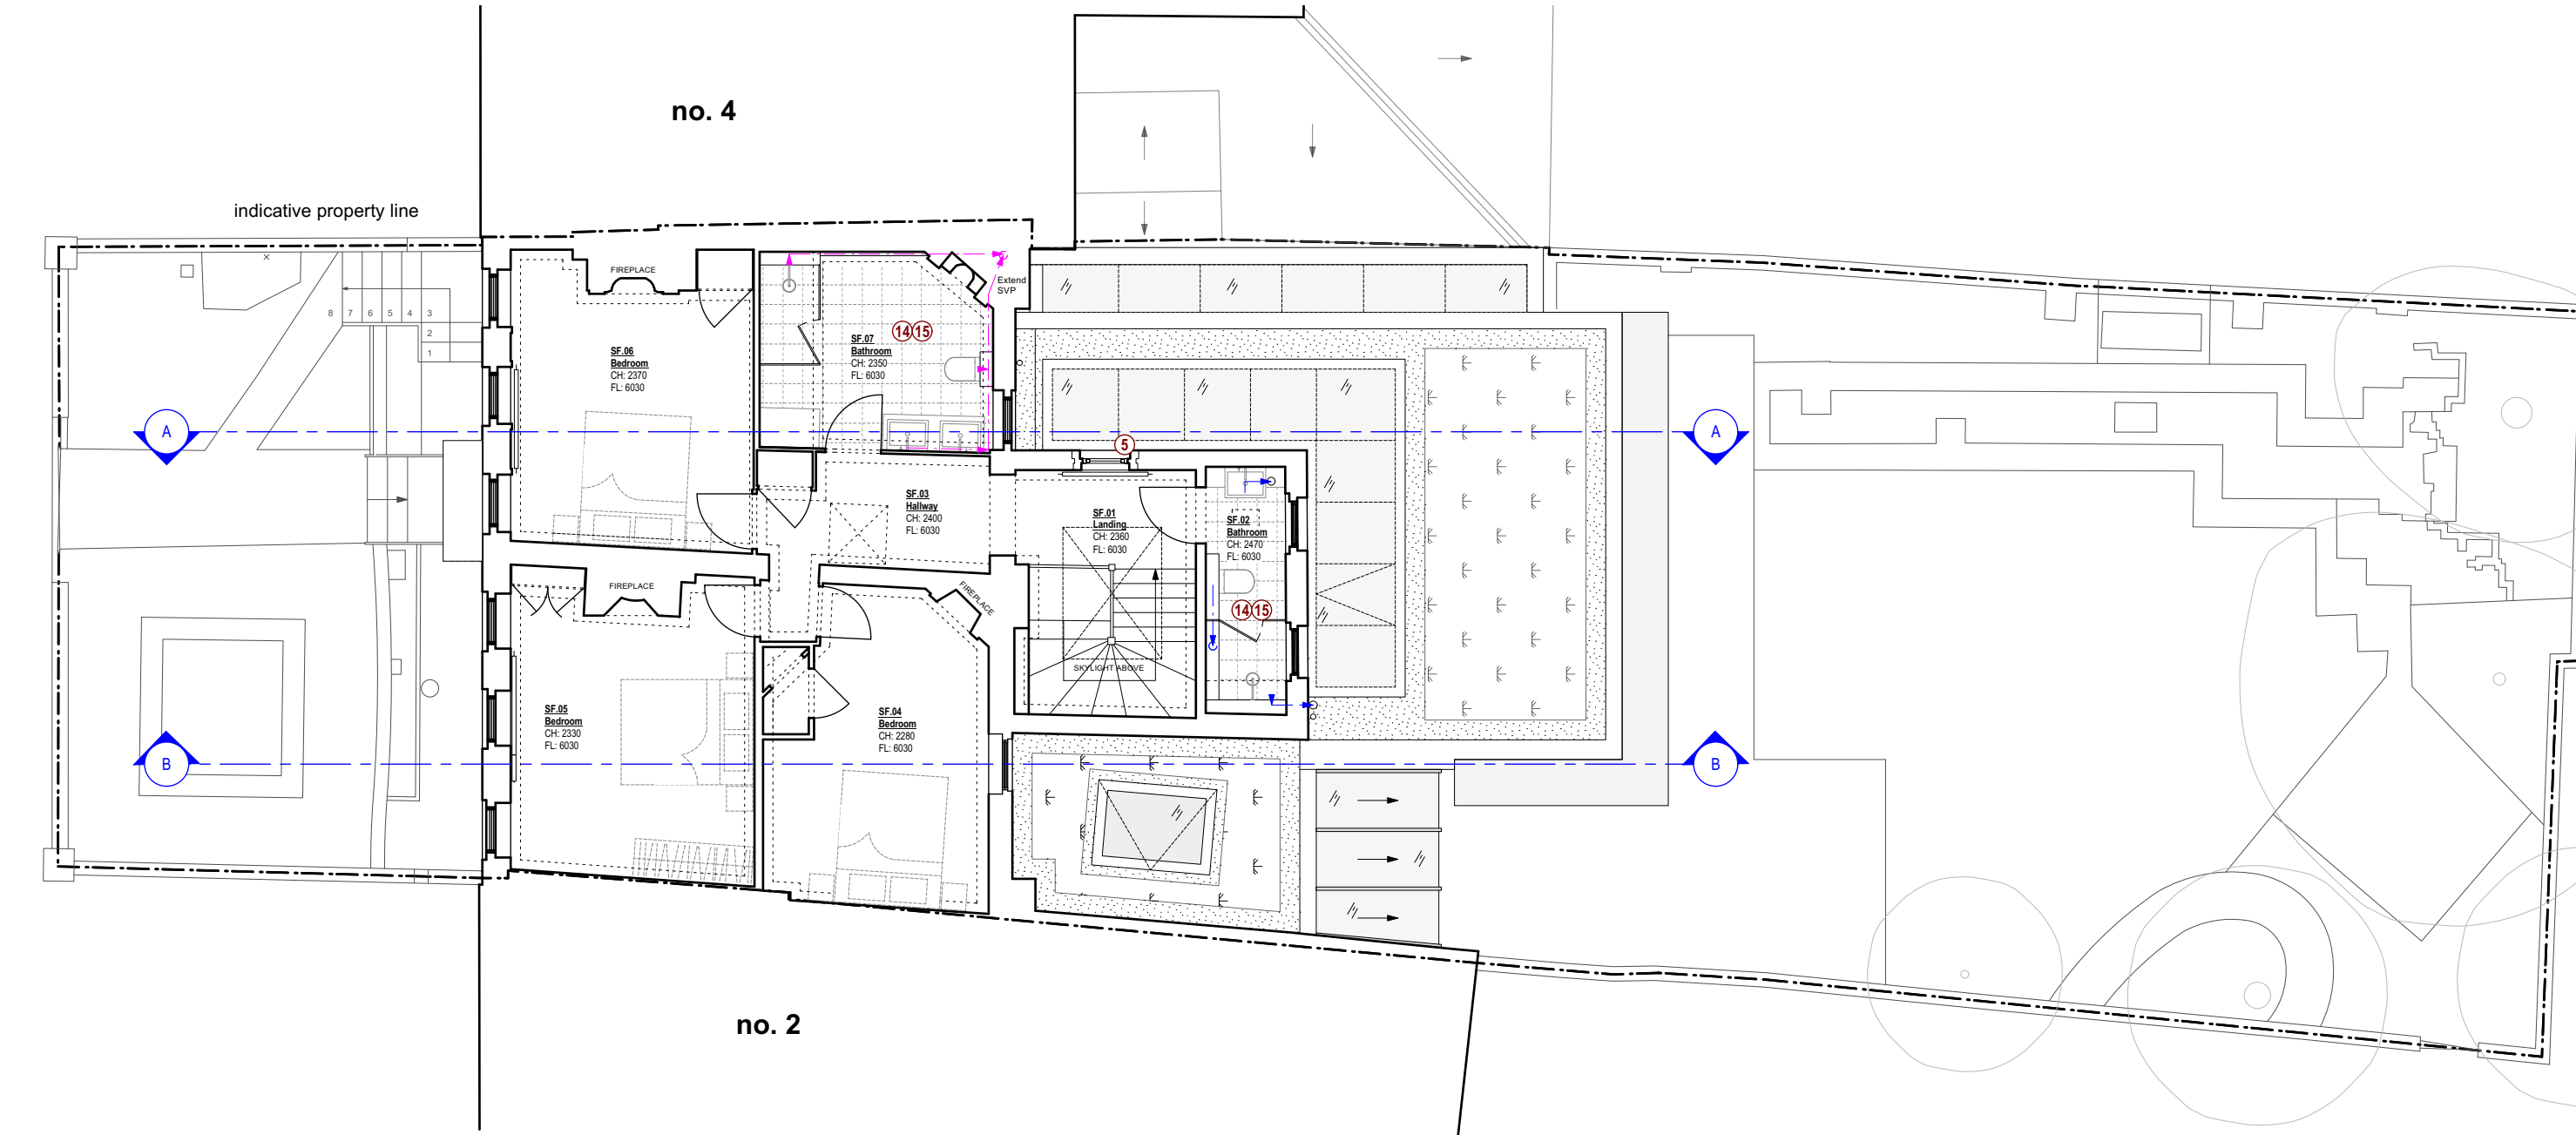 no. 4
indicative property line
FIREPLACE
Extend
SVP
8 7 6 5 4 3
2
1
14 15
SF.07
Bathroom
CH: 2350
FL: 6030
SF.06
Bedroom
CH: 2370
FL: 6030
A
A
5
SF.03
Hallway
CH: 2400
FL: 6030
SF.01
Landing
CH: 2360
FL: 6030
SF.02
Bathroom
CH: 2470
FL: 6030
FIREPLACE
FIREPLACE
14 15
SKYLIGHT ABOVE
SF.05
Bedroom
CH: 2330
FL: 6030
SF.04
Bedroom
CH: 2280
FL: 6030
B
B
no. 2